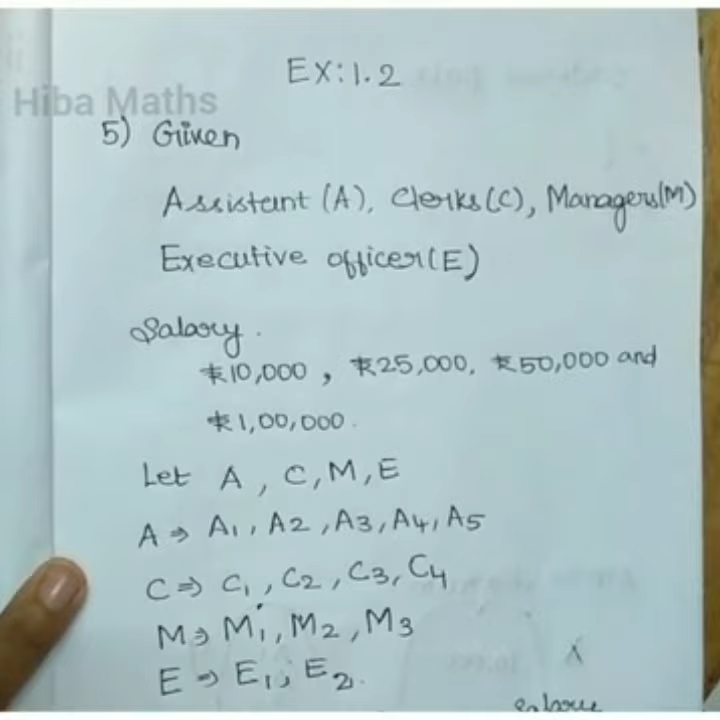 Ex: 1.2
Hiba Maths
5) Given
Assistant (A), Clerks (C), Managers (M)
Executive officer (E)
Salary.
₹10,000, ₹25,000, ₹50,000 and
₹1,00,000.
Let A, C, M, E
A ⇒ A1, A2, A3, A4, A5
C ⇒ C1, C2, C3, C4
M ⇒ M1, M2, M3
E ⇒ E1, E2.
X